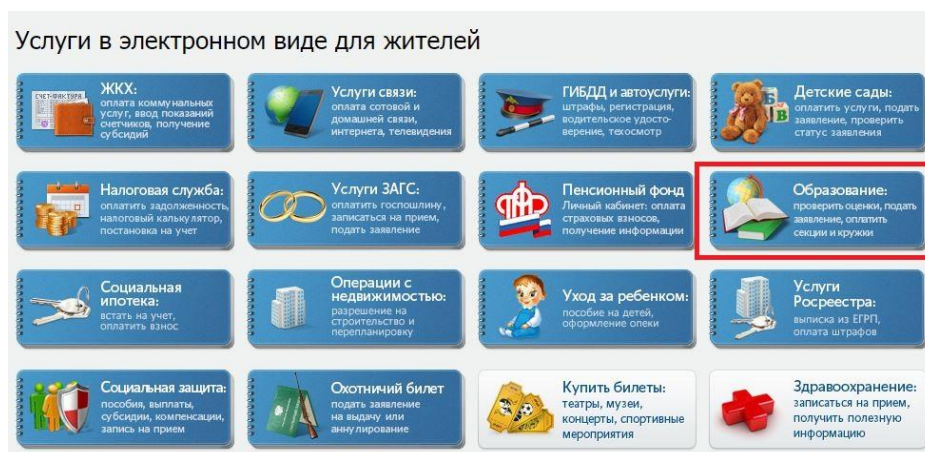 Услуги в электронном виде для жителей
ЖКХ:
оплата коммунальных
услуг, ввод показаний
счетчиков, получение
субсидий
Услуги связи:
оплата сотовой и
домашней связи,
интернета, телевидения
ГИБДД и автоуслуги:
штрафы, регистрация,
водительское удосто-
верение, техосмотр
Детские сады:
оплатить услуги, подать
заявление, проверить
статус заявления
Налоговая служба:
оплатить задолженность,
налоговый калькулятор,
постановка на учет
Услуги ЗАГС:
оплатить госпошлину,
записаться на прием,
подать заявление
Пенсионный фонд
Личный кабинет: оплата
страховых взносов,
получение информации
Образование:
проверить оценки, подать
заявление, оплатить
секции и кружки
Социальная
ипотека:
встать на учет,
оплатить взнос
Операции с
недвижимостью:
разрешение на
строительство и
перепланировку
Уход за ребенком:
пособие на детей,
оформление опеки
Услуги
Росреестра:
выписка из ЕГРП,
оплата штрафов
Социальная защита:
пособия, выплаты,
субсидии, компенсации,
запись на прием
Охотничий билет
подать заявление
на выдачу или
аннулирование
Купить билеты:
театры, музеи,
концерты, спортивные
мероприятия
Здравоохранение:
записаться на прием,
получить полезную
информацию
СЧЕТ-ФАКТУРА
Б
В